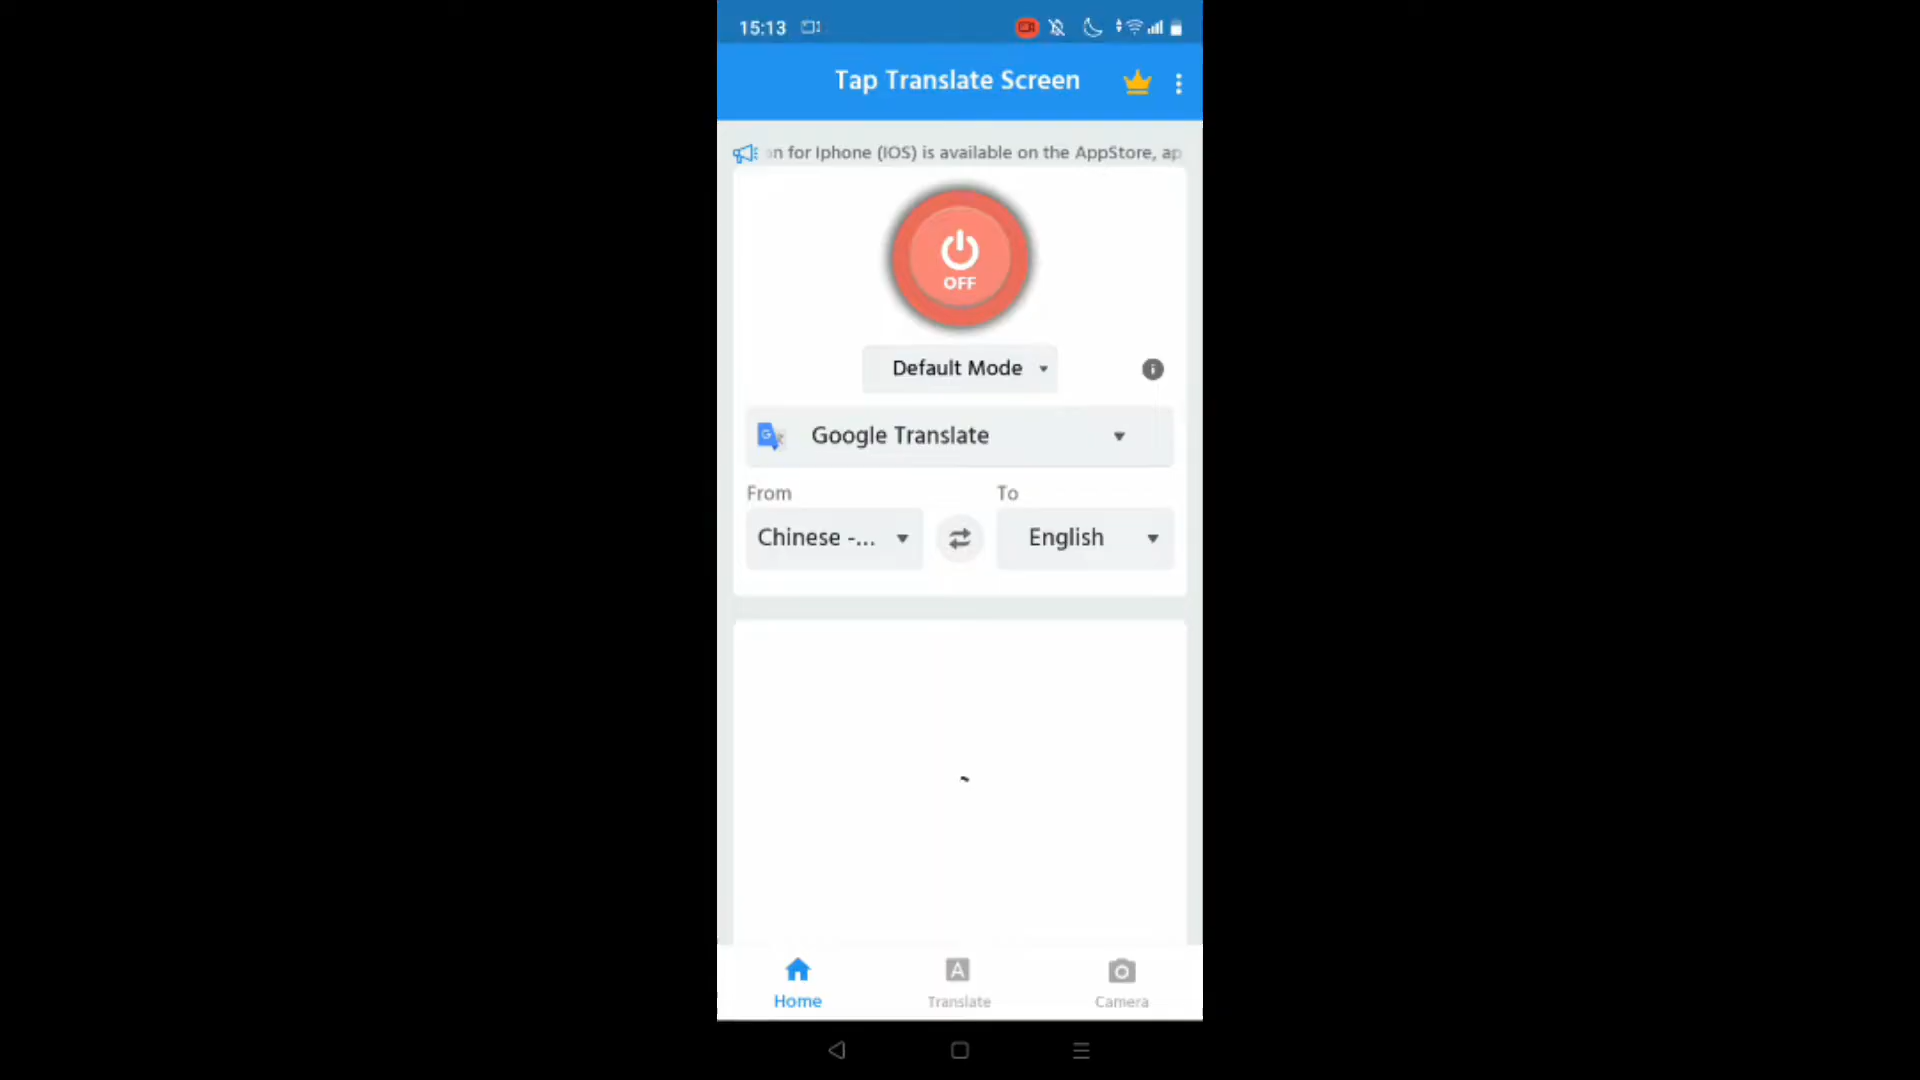 15:13
Tap Translate Screen
n for Iphone (IOS) is available on the AppStore, ap
OFF
Default Mode
Google Translate
From
To
Chinese -...
English
Home
Translate
Camera